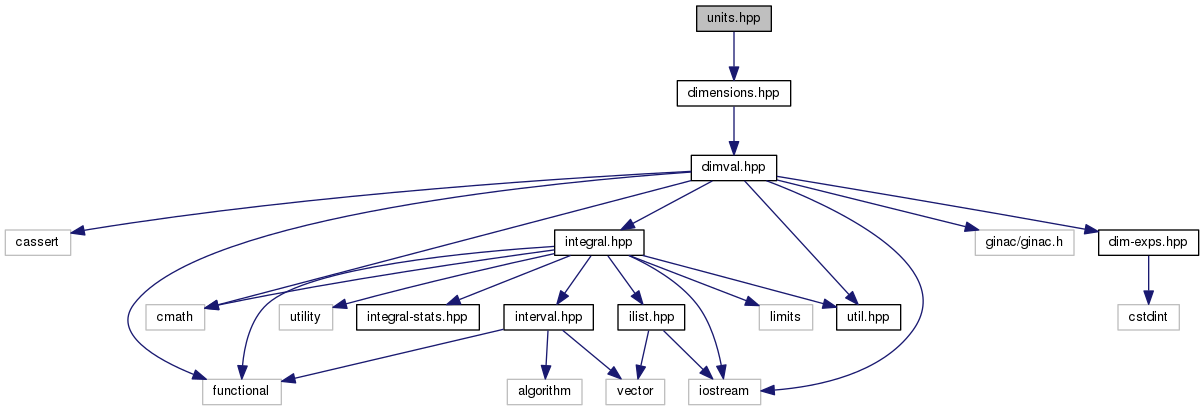 units.hpp
dimensions.hpp
dimval.hpp
cassert
integral.hpp
ginac/ginac.h
dim-exps.hpp
cmath
utility
integral-stats.hpp
interval.hpp
ilist.hpp
limits
util.hpp
cstdint
functional
algorithm
vector
iostream